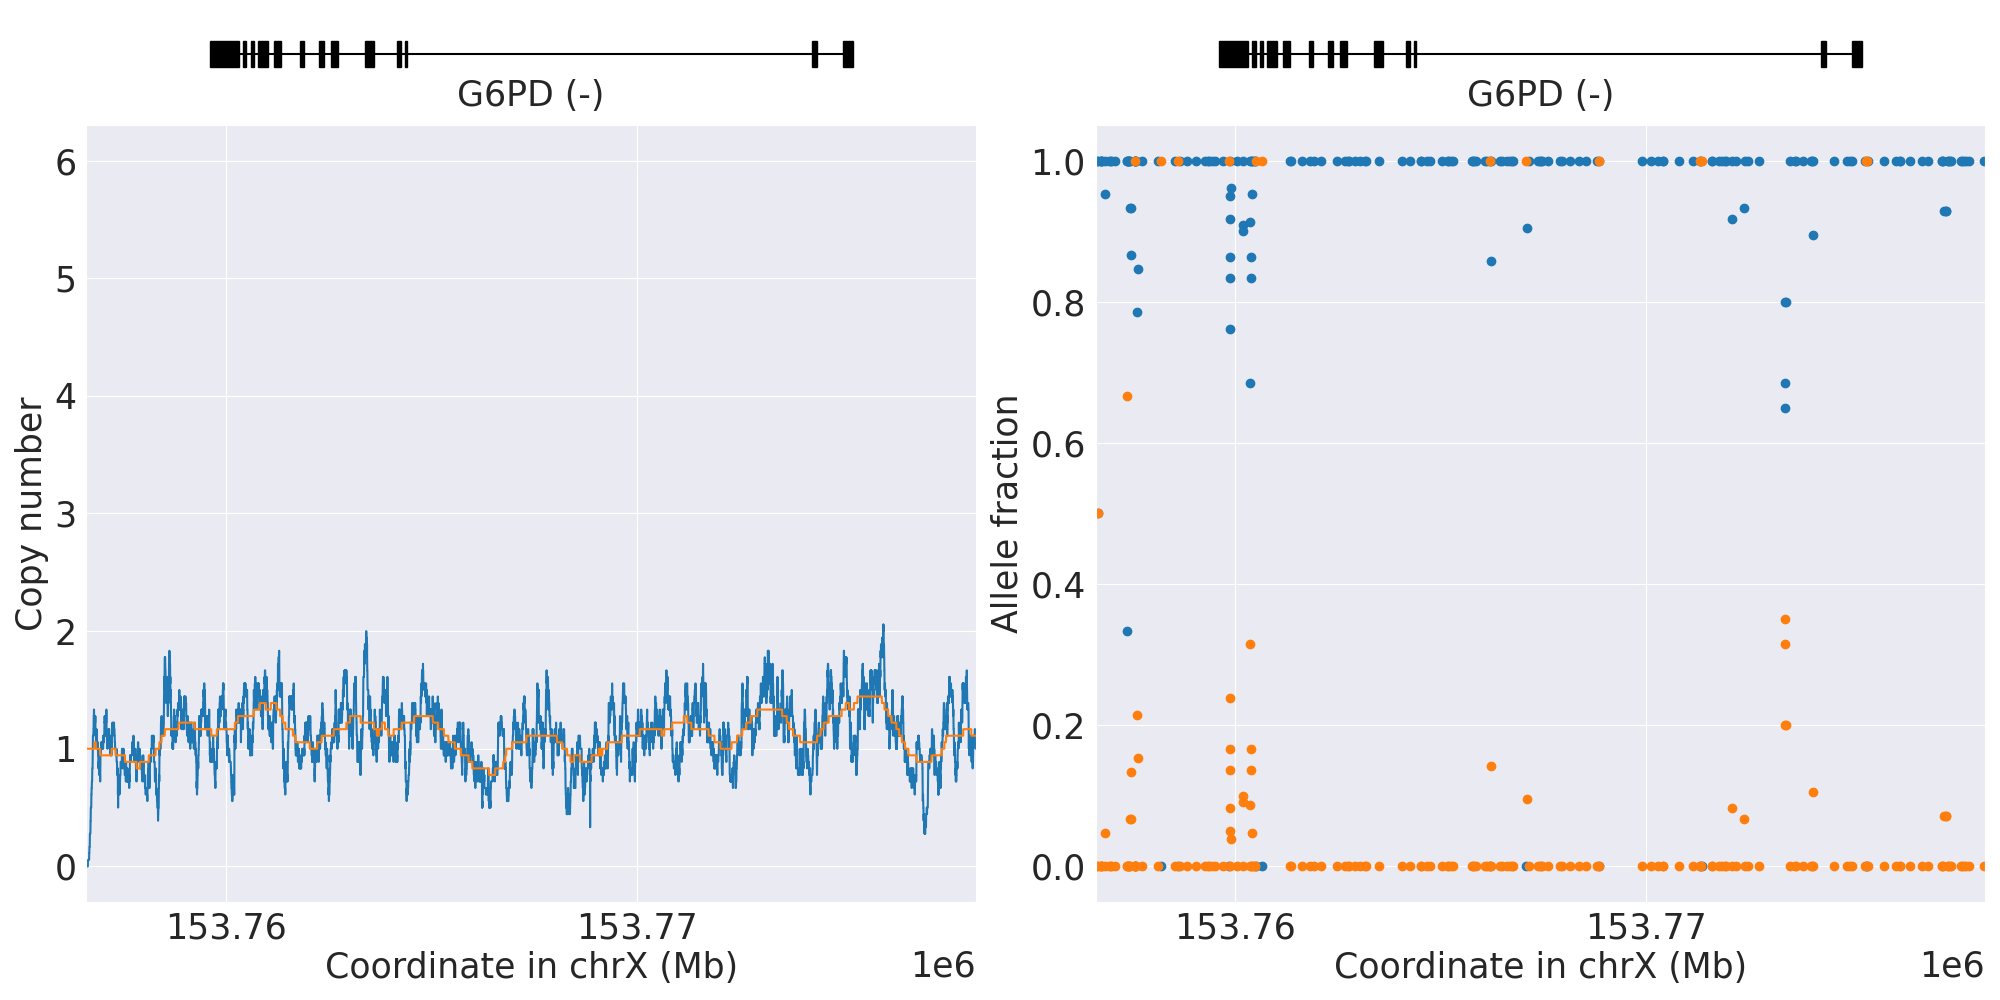 G6PD (-)
6
5
4
3
2
1
0
Copy number
153.76
153.77
Coordinate in chrX (Mb)
1e6
G6PD (-)
1.0
0.8
0.6
0.4
0.2
0.0
Allele fraction
153.76
153.77
Coordinate in chrX (Mb)
1e6